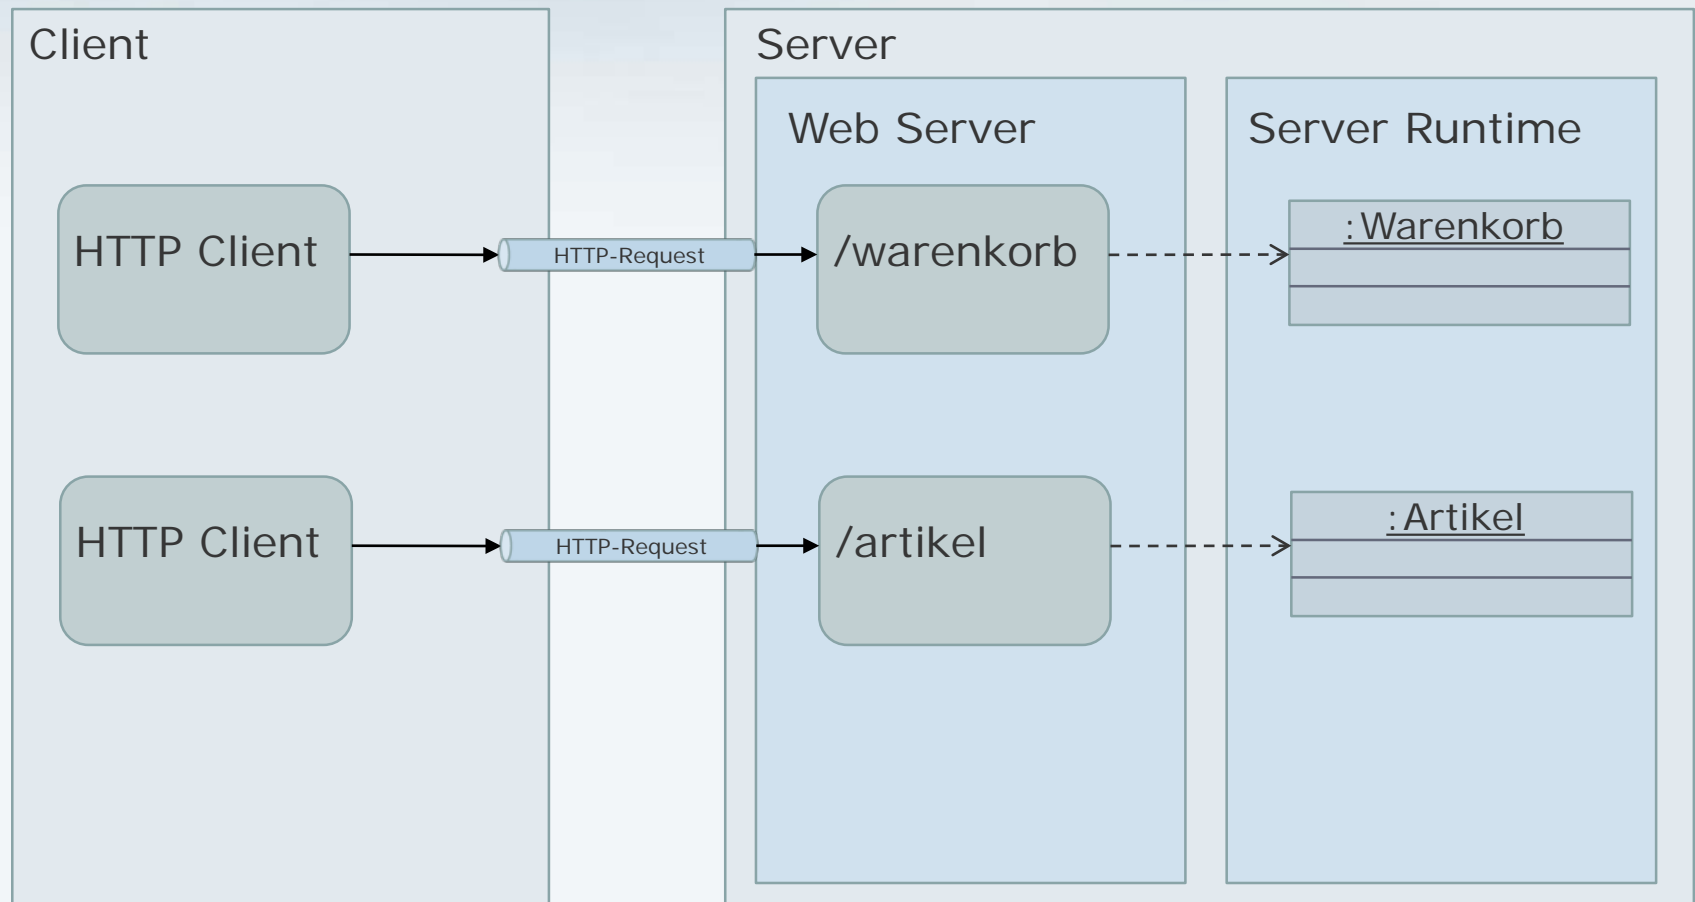 Client
Server
Web Server
Server Runtime
HTTP Client
HTTP-Request
/warenkorb
:Warenkorb
HTTP Client
HTTP-Request
/artikel
:Artikel